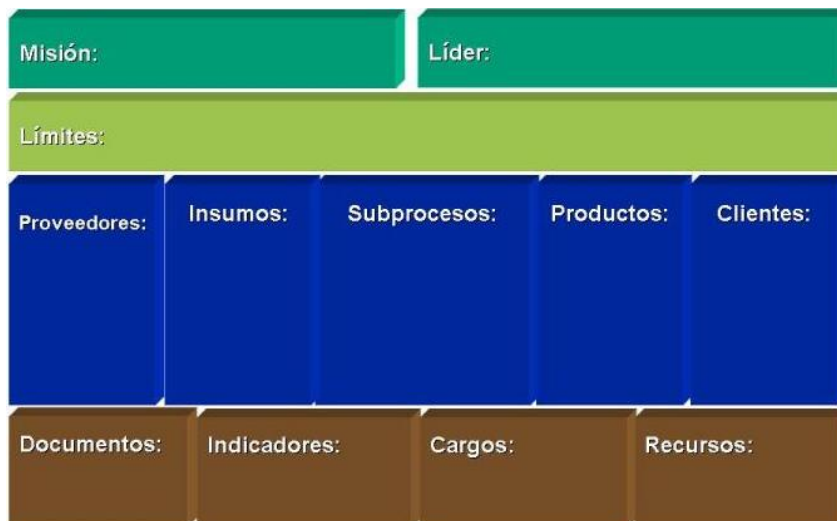 Misión:
Líder:
Límites:
Proveedores:
Insumos:
Subprocesos:
Productos:
Clientes:
Documentos:
Indicadores:
Cargos:
Recursos: